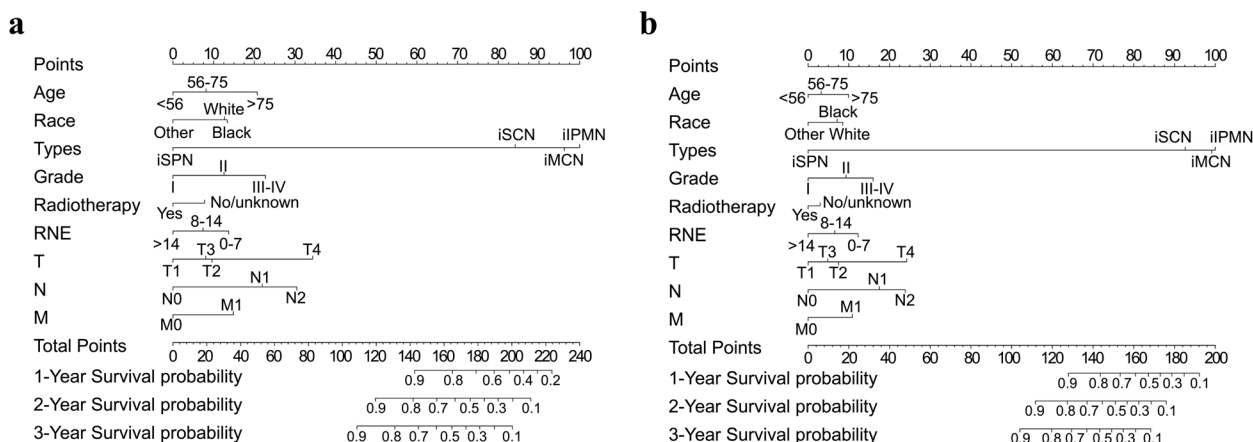 a
Points 0 10 20 30 40 50 60 70 80 90 100
Age <56 56-75 >75
Race Other White Black
Types iSPN iSCN iMCN iIPMN
Grade I II III-IV
Radiotherapy Yes No/unknown
RNE >14 8-14 0-7
T T1 T3 T2 T4
N N0 N1 N2
M M0 M1
Total Points 0 20 40 60 80 100 120 140 160 180 200 220 240
1-Year Survival probability 0.9 0.8 0.6 0.4 0.2
2-Year Survival probability 0.9 0.8 0.7 0.5 0.3 0.1
3-Year Survival probability 0.9 0.8 0.7 0.5 0.3 0.1
b
Points 0 10 20 30 40 50 60 70 80 90 100
Age <56 56-75 >75
Race Other Black White
Types iSPN iSCN iMCN iIPMN
Grade I II III-IV
Radiotherapy Yes No/unknown
RNE >14 8-14 0-7
T T1 T3 T2 T4
N N0 N1 N2
M M0 M1
Total Points 0 20 40 60 80 100 120 140 160 180 200
1-Year Survival probability 0.9 0.8 0.7 0.5 0.3 0.1
2-Year Survival probability 0.9 0.8 0.7 0.5 0.3 0.1
3-Year Survival probability 0.9 0.8 0.7 0.5 0.3 0.1